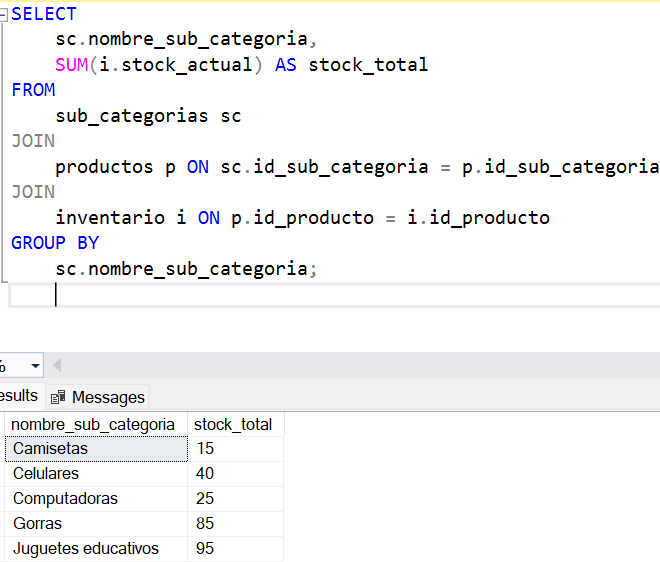 SELECT
sc.nombre_sub_categoria,
SUM(i.stock_actual) AS stock_total
FROM
sub_categorias sc
JOIN
productos p ON sc.id_sub_categoria = p.id_sub_categoria
JOIN
inventario i ON p.id_producto = i.id_producto
GROUP BY
sc.nombre_sub_categoria;
%
esults Messages
nombre_sub_categoria stock_total
Camisetas 15
Celulares 40
Computadoras 25
Gorras 85
Juguetes educativos 95